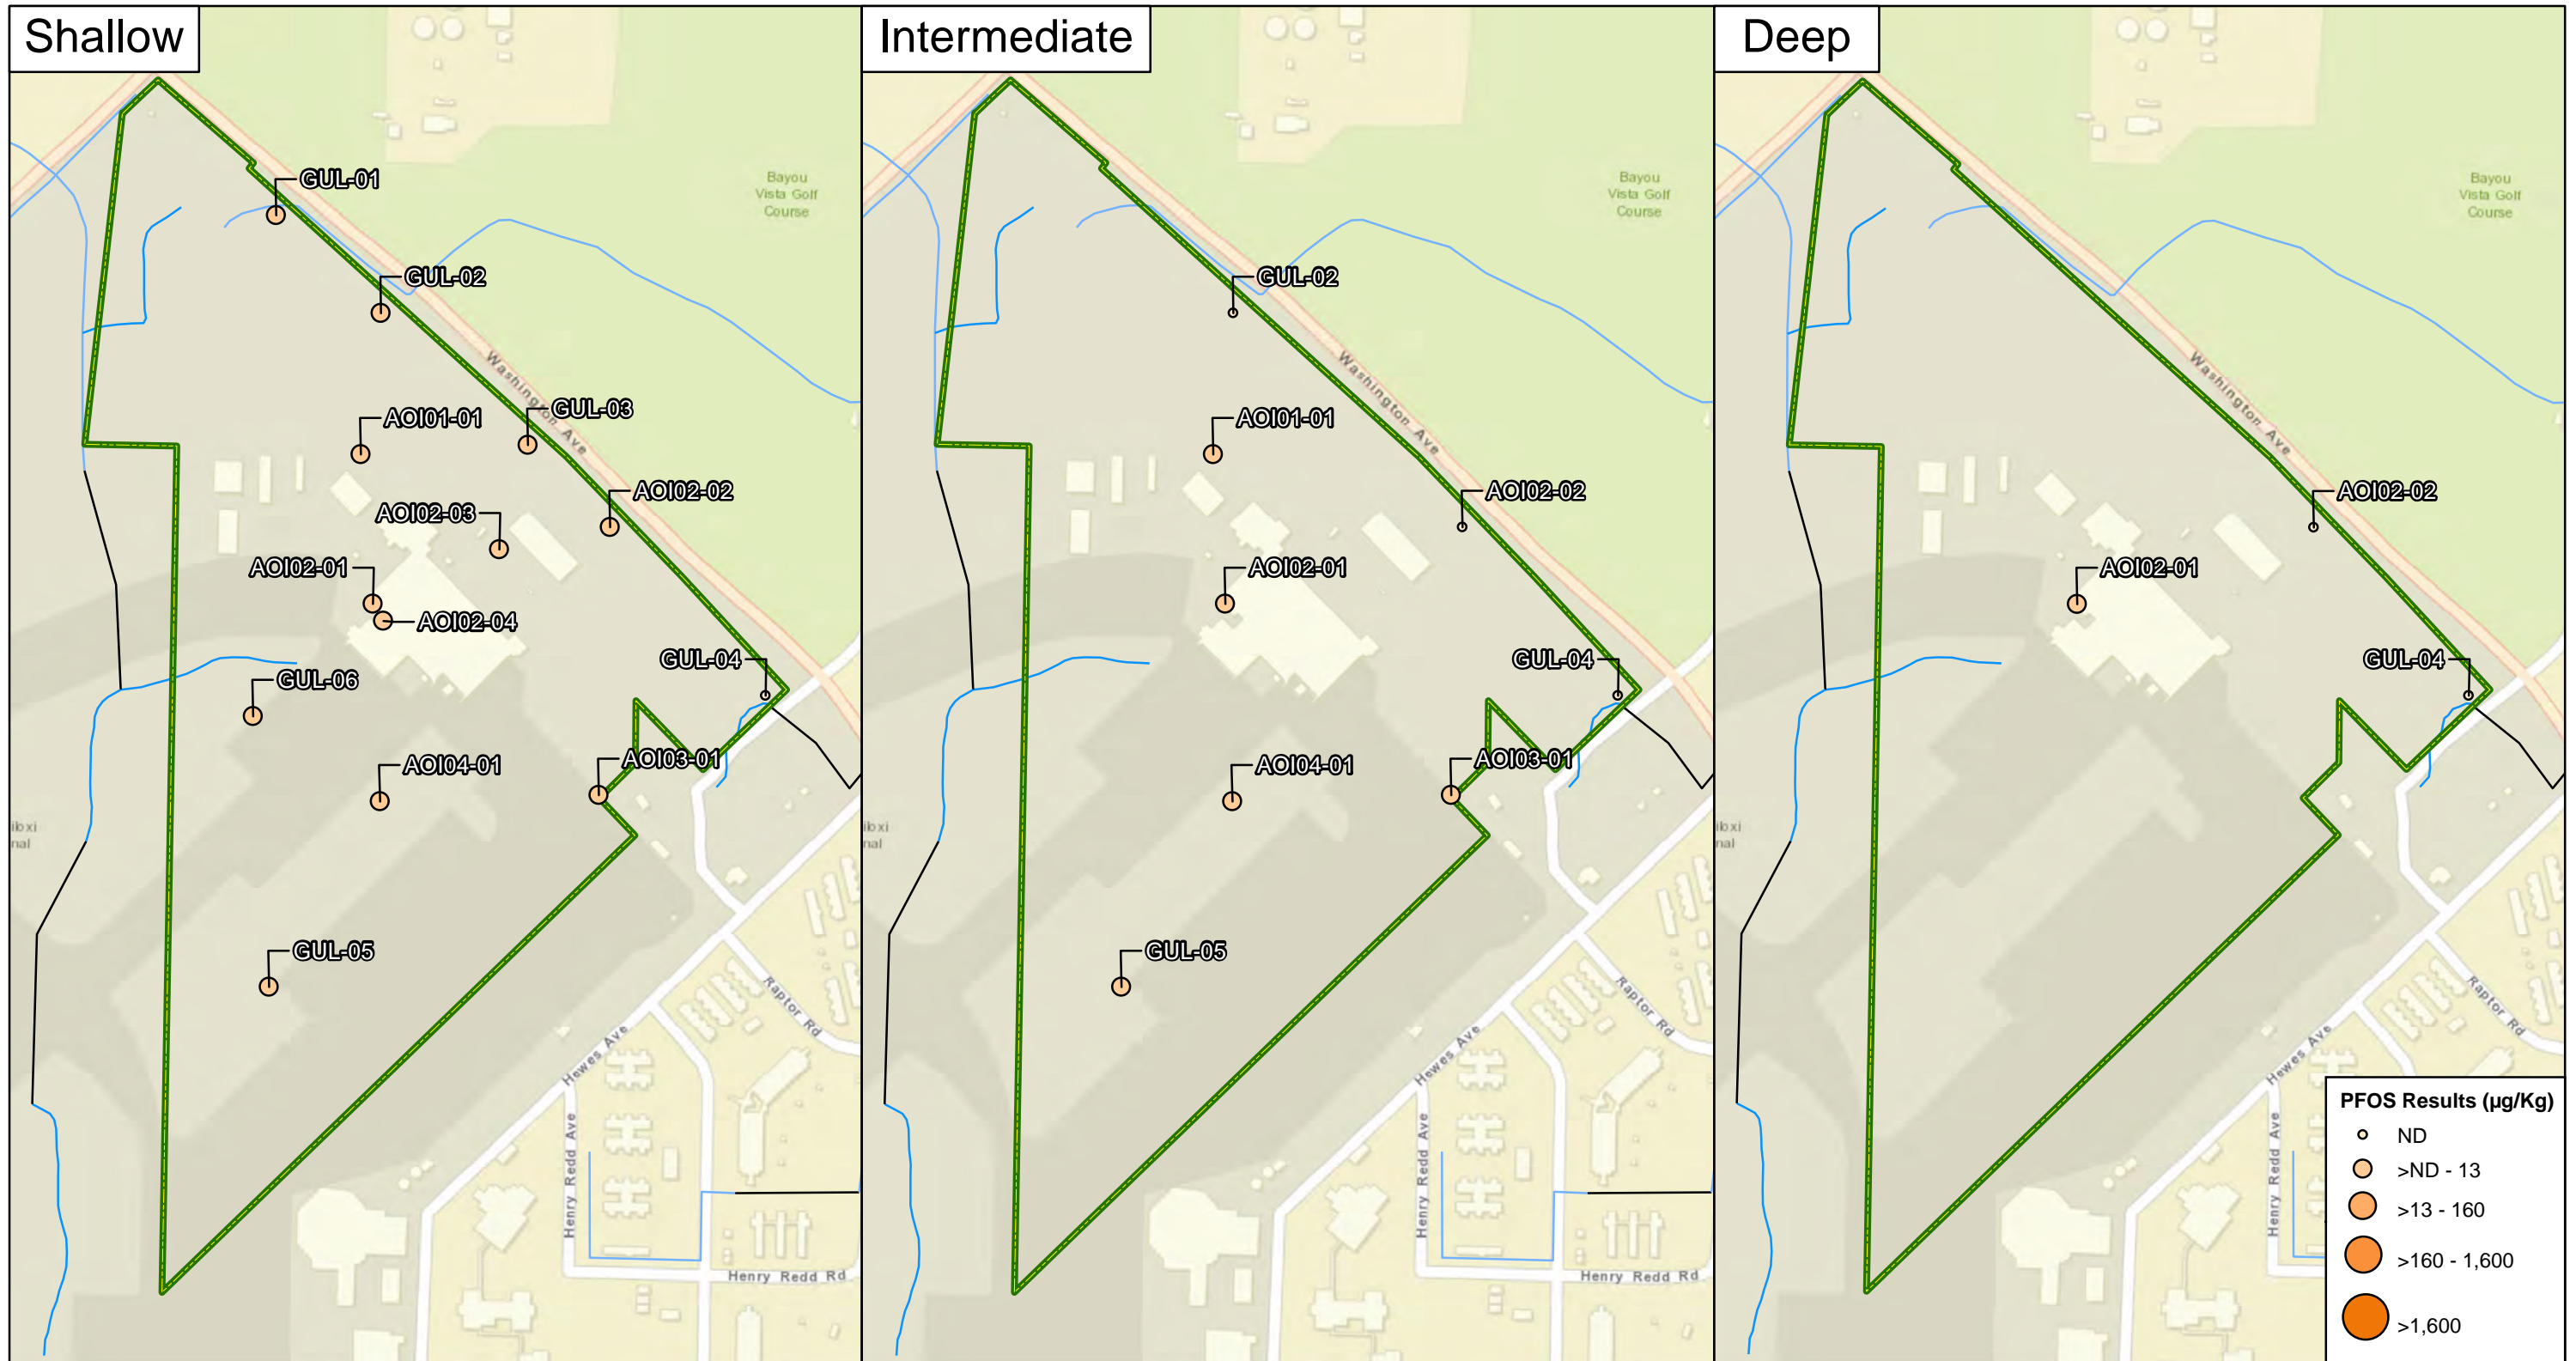 Shallow
Bayou
Vista Golf
Course
GUL-01
GUL-02
Washington Ave
GUL-03
AOI01-01
AOI02-02
AOI02-03
AOI02-01
AOI02-04
GUL-04
GUL-06
AOI03-01
AOI04-01
GUL-05
Raptor Rd
Hewes Ave
Henry Redd Ave
Henry Redd Rd
Intermediate
Bayou
Vista Golf
Course
GUL-02
Washington Ave
AOI01-01
AOI02-02
AOI02-01
GUL-04
AOI03-01
AOI04-01
GUL-05
Raptor Rd
Hewes Ave
Henry Redd Ave
Henry Redd Rd
Deep
Bayou
Vista Golf
Course
Washington Ave
AOI02-02
AOI02-01
GUL-04
Raptor Rd
Hewes Ave
Henry Redd Ave
PFOS Results (µg/Kg)
ND
>ND - 13
>13 - 160
>160 - 1,600
>1,600